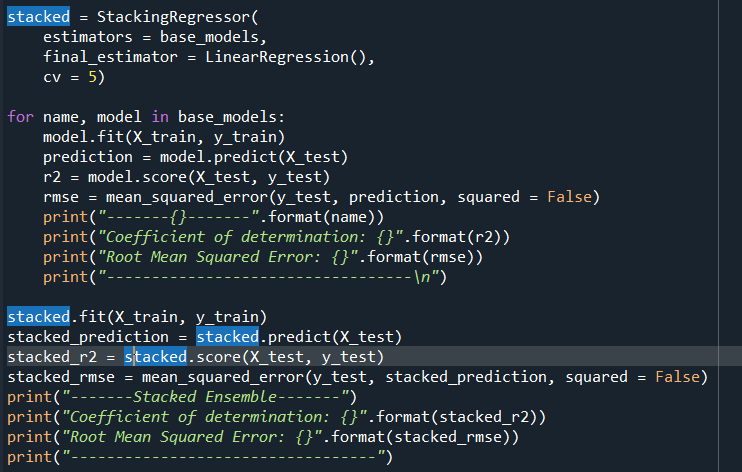 stacked = StackingRegressor(
    estimators = base_models,
    final_estimator = LinearRegression(),
    cv = 5)

for name, model in base_models:
    model.fit(X_train, y_train)
    prediction = model.predict(X_test)
    r2 = model.score(X_test, y_test)
    rmse = mean_squared_error(y_test, prediction, squared = False)
    print("-------{}-------".format(name))
    print("Coefficient of determination: {}".format(r2))
    print("Root Mean Squared Error: {}".format(rmse))
    print("----------------------------------\n")

stacked.fit(X_train, y_train)
stacked_prediction = stacked.predict(X_test)
stacked_r2 = stacked.score(X_test, y_test)
stacked_rmse = mean_squared_error(y_test, stacked_prediction, squared = False)
print("-------Stacked Ensemble-------")
print("Coefficient of determination: {}".format(stacked_r2))
print("Root Mean Squared Error: {}".format(stacked_rmse))
print("----------------------------------")